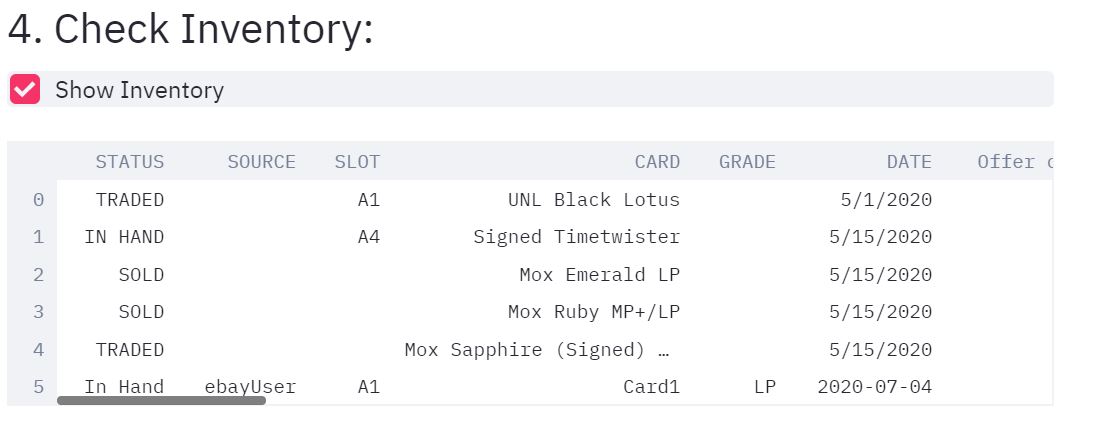 4. Check Inventory:
Show Inventory
STATUS SOURCE SLOT CARD GRADE DATE Offer
0 TRADED A1 UNL Black Lotus 5/1/2020
1 IN HAND A4 Signed Timetwister 5/15/2020
2 SOLD Mox Emerald LP 5/15/2020
3 SOLD Mox Ruby MP+/LP 5/15/2020
4 TRADED Mox Sapphire (Signed) … 5/15/2020
5 In Hand ebayUser A1 Card1 LP 2020-07-04